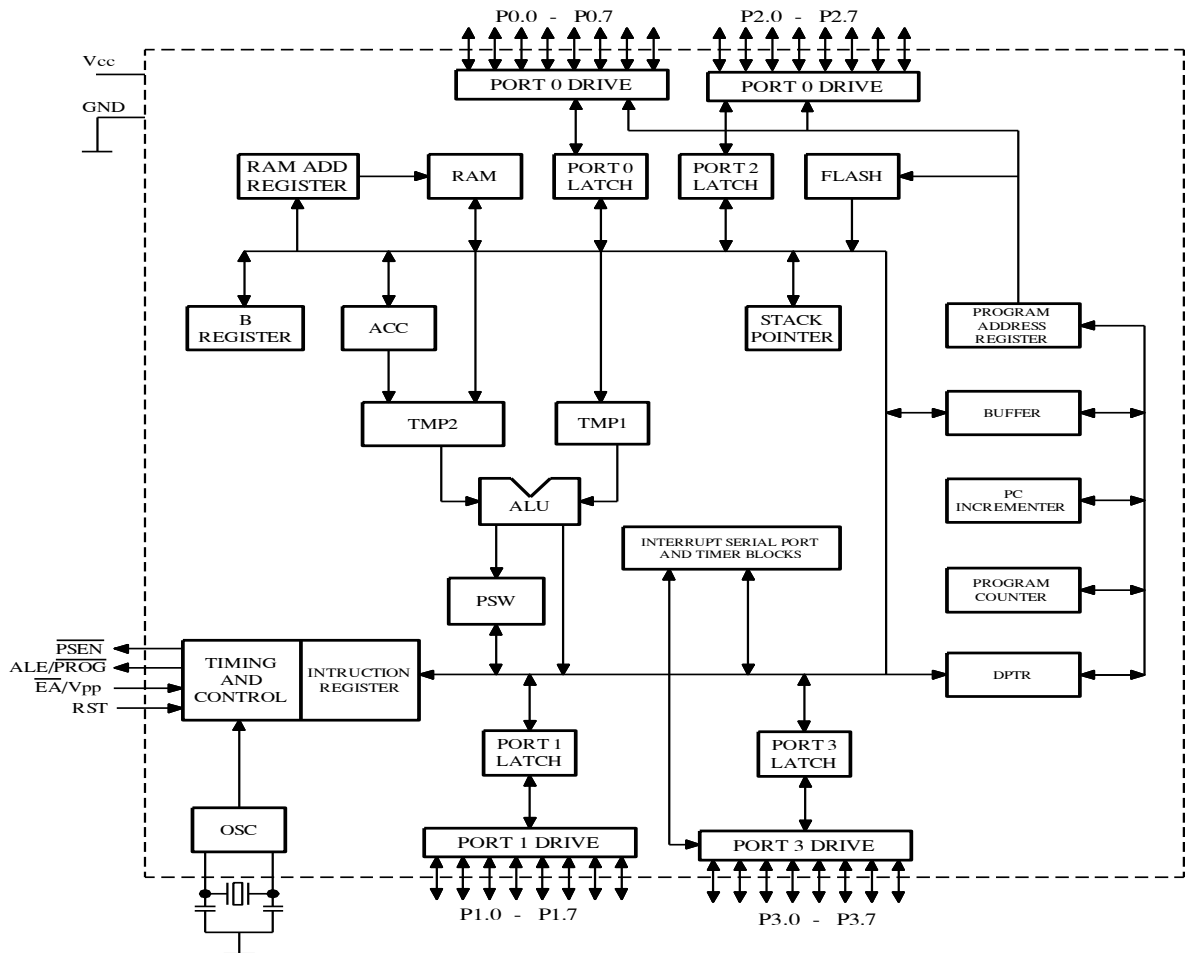 P0.0 - P0.7
P2.0 - P2.7
Vcc
PORT 0 DRIVE
PORT 0 DRIVE
GND
RAM ADD
REGISTER
RAM
PORT 0
LATCH
PORT 2
LATCH
FLASH
B
REGISTER
ACC
STACK
POINTER
PROGRAM
ADDRESS
REGISTER
TMP2
TMP1
BUFFER
ALU
PC
INCREMENTER
INTERRUPT SERIAL PORT
AND TIMER BLOCKS
PSW
PROGRAM
COUNTER
PSEN
ALE/PROG
EA/Vpp
RST
TIMING
AND
CONTROL
INTRUCTION
REGISTER
DPTR
PORT 1
LATCH
PORT 3
LATCH
OSC
PORT 1 DRIVE
PORT 3 DRIVE
P1.0 - P1.7
P3.0 - P3.7